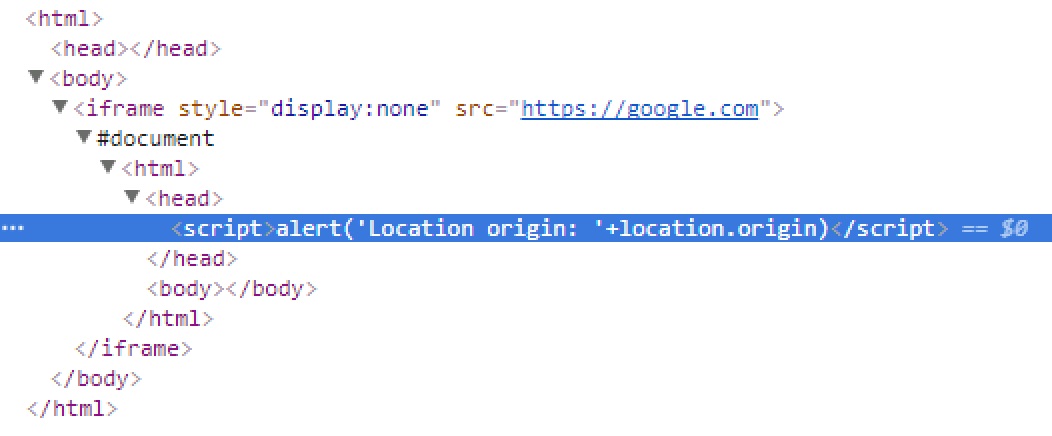 <html>
<head></head>
<body>
<iframe style="display:none" src="https://google.com">
#document
<html>
<head>
... <script>alert('Location origin: '+location.origin)</script> == $0
</head>
<body></body>
</html>
</iframe>
</body>
</html>